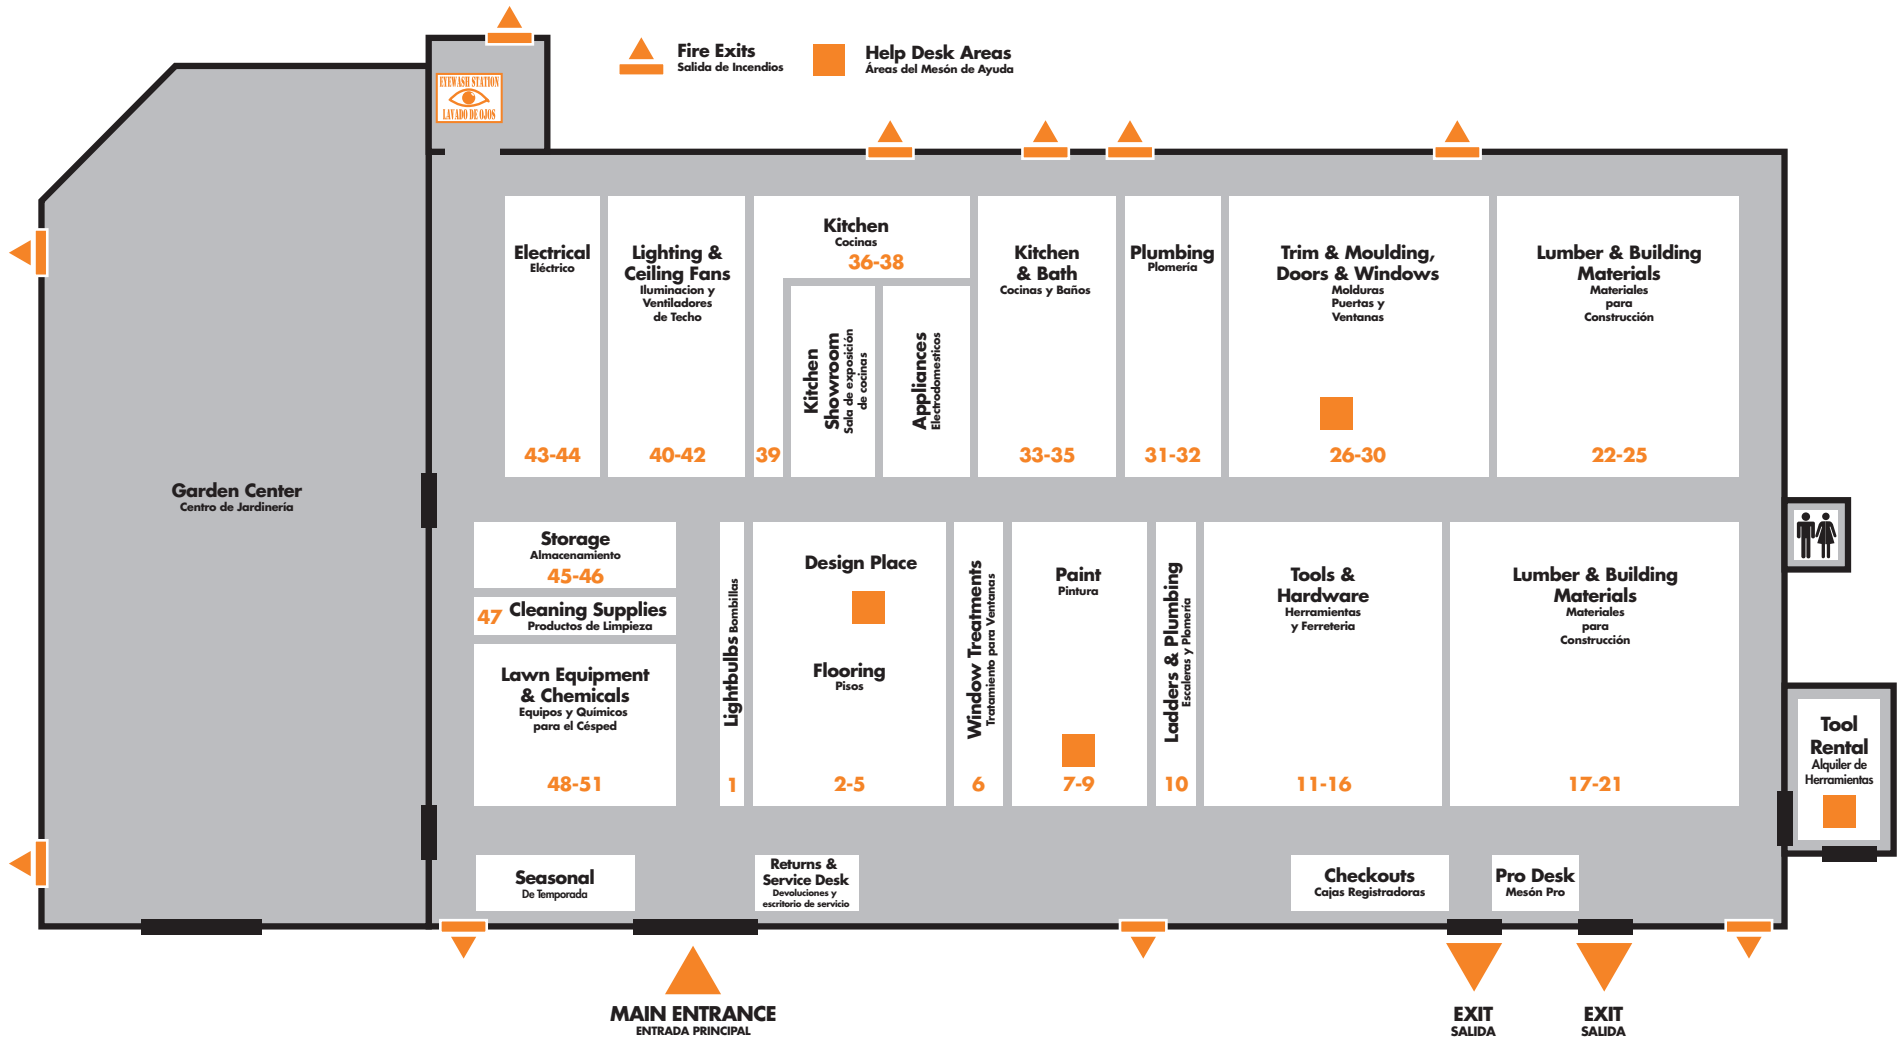 Fire Exits
Salida de Incendios
Help Desk Areas
Áreas del Mesón de Ayuda
EYEWASH STATION
LAVADO DE OJOS
Garden Center
Centro de Jardinería
Electrical
Eléctrico
43-44
Lighting &
Ceiling Fans
Iluminacion y
Ventiladores
de Techo
40-42
Kitchen
Cocinas
36-38
39
Kitchen
Showroom
Sala de exposición
de cocinas
Appliances
Electrodomesticos
Kitchen
& Bath
Cocinas y Baños
33-35
Plumbing
Plomería
31-32
Trim & Moulding,
Doors & Windows
Molduras
Puertas y
Ventanas
26-30
Lumber & Building
Materials
Materiales
para
Construcción
22-25
Storage
Almacenamiento
45-46
47 Cleaning Supplies
Productos de Limpieza
Lawn Equipment
& Chemicals
Equipos y Químicos
para el Césped
48-51
Lightbulbs Bombillas
1
Design Place
Flooring
Pisos
2-5
Window Treatments
Tratamiento para Ventanas
6
Paint
Pintura
7-9
Ladders & Plumbing
Escaleras y Plomería
10
Tools &
Hardware
Herramientas
y Ferreteria
11-16
Lumber & Building
Materials
Materiales
para
Construcción
17-21
Tool
Rental
Alquiler de
Herramientas
Seasonal
De Temporada
Returns &
Service Desk
Devoluciones y
escritorio de servicio
Checkouts
Cajas Registradoras
Pro Desk
Mesón Pro
MAIN ENTRANCE
ENTRADA PRINCIPAL
EXIT
SALIDA
EXIT
SALIDA